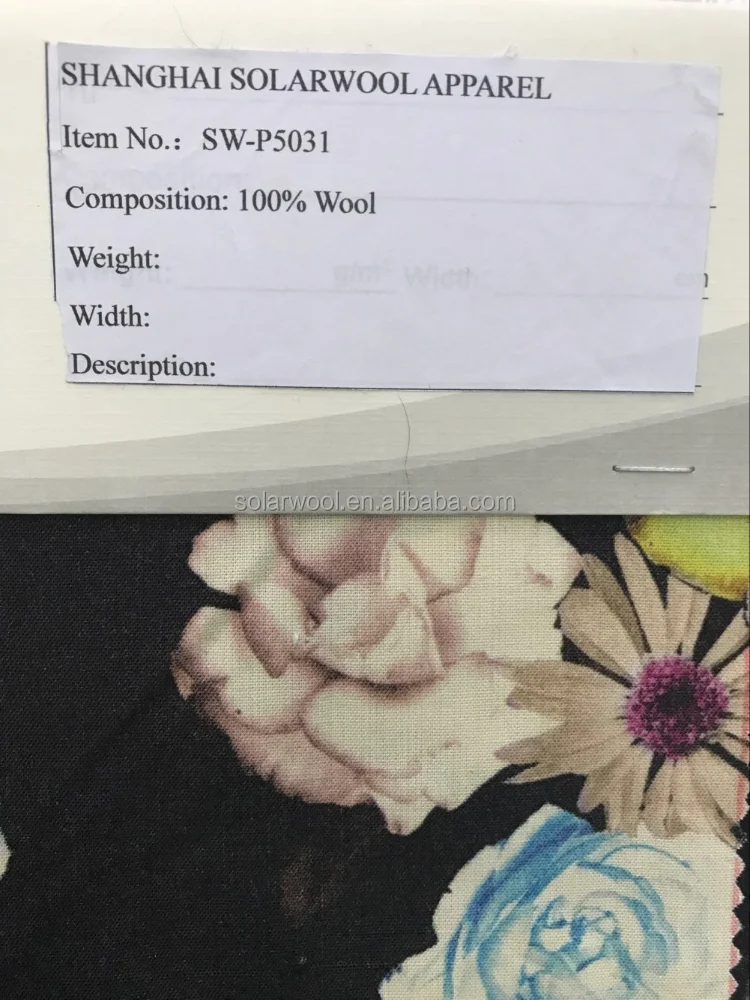 SHANGHAI SOLARWOOL APPAREL
Item No.： SW-P5031
Composition: 100% Wool
Weight:
Width:
Description:
solarwool.en.alibaba.com